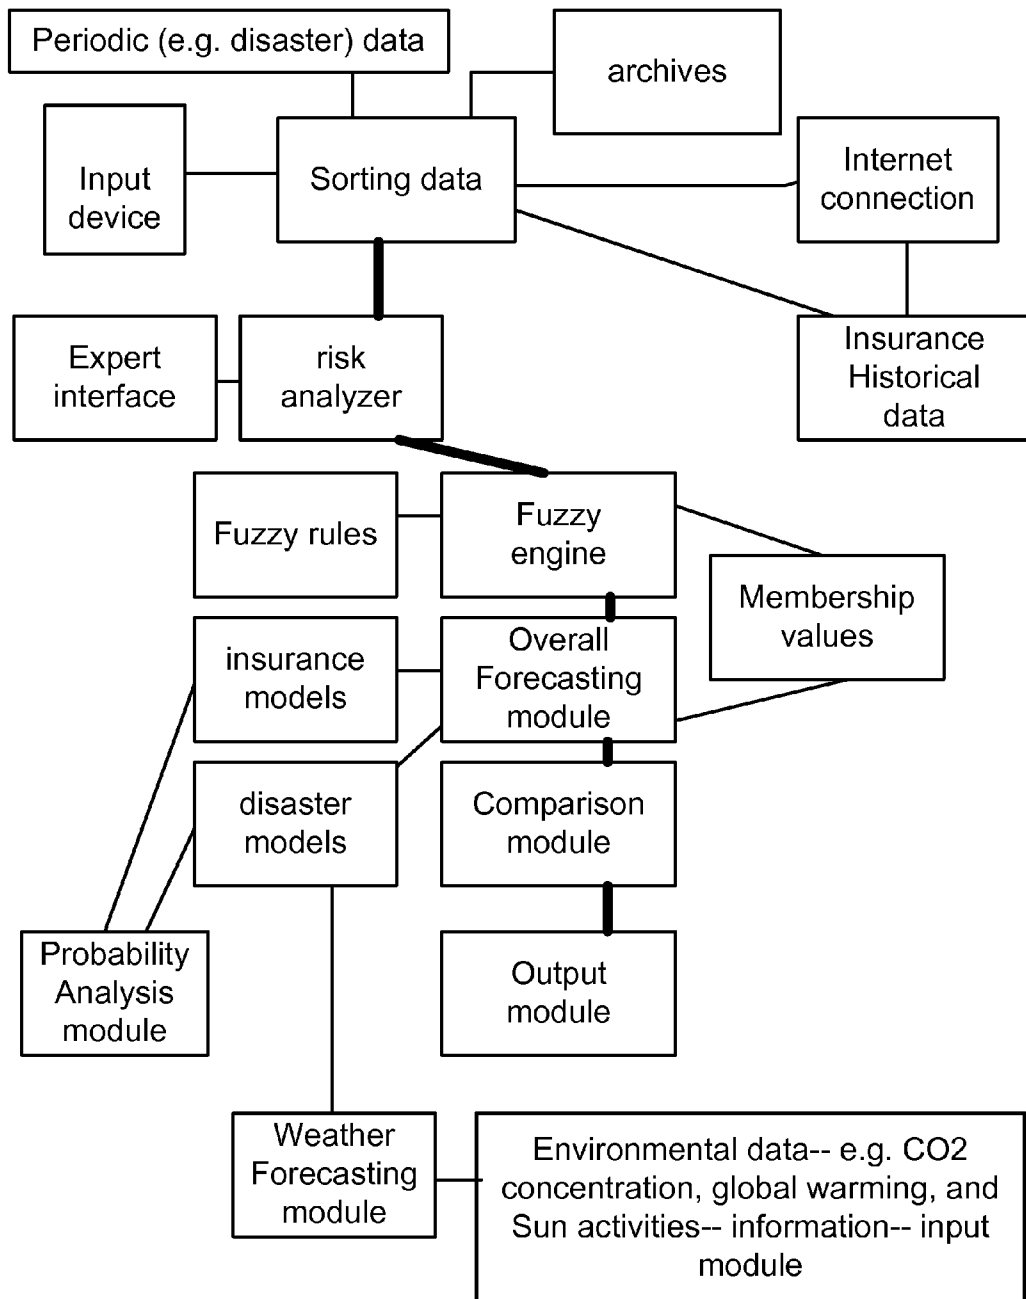 Periodic (e.g. disaster) data
archives
Input
device
Sorting data
Internet
connection
Expert
interface
risk
analyzer
Insurance
Historical
data
Fuzzy rules
Fuzzy
engine
Membership
values
insurance
models
Overall
Forecasting
module
disaster
models
Comparison
module
Probability
Analysis
module
Output
module
Weather
Forecasting
module
Environmental data-- e.g. CO2
concentration, global warming, and
Sun activities-- information-- input
module